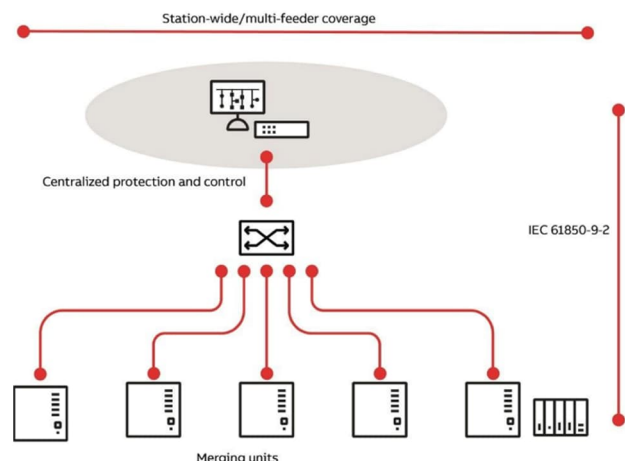 Station-wide/multi-feeder coverage
Centralized protection and control
IEC 61850-9-2
Merging units